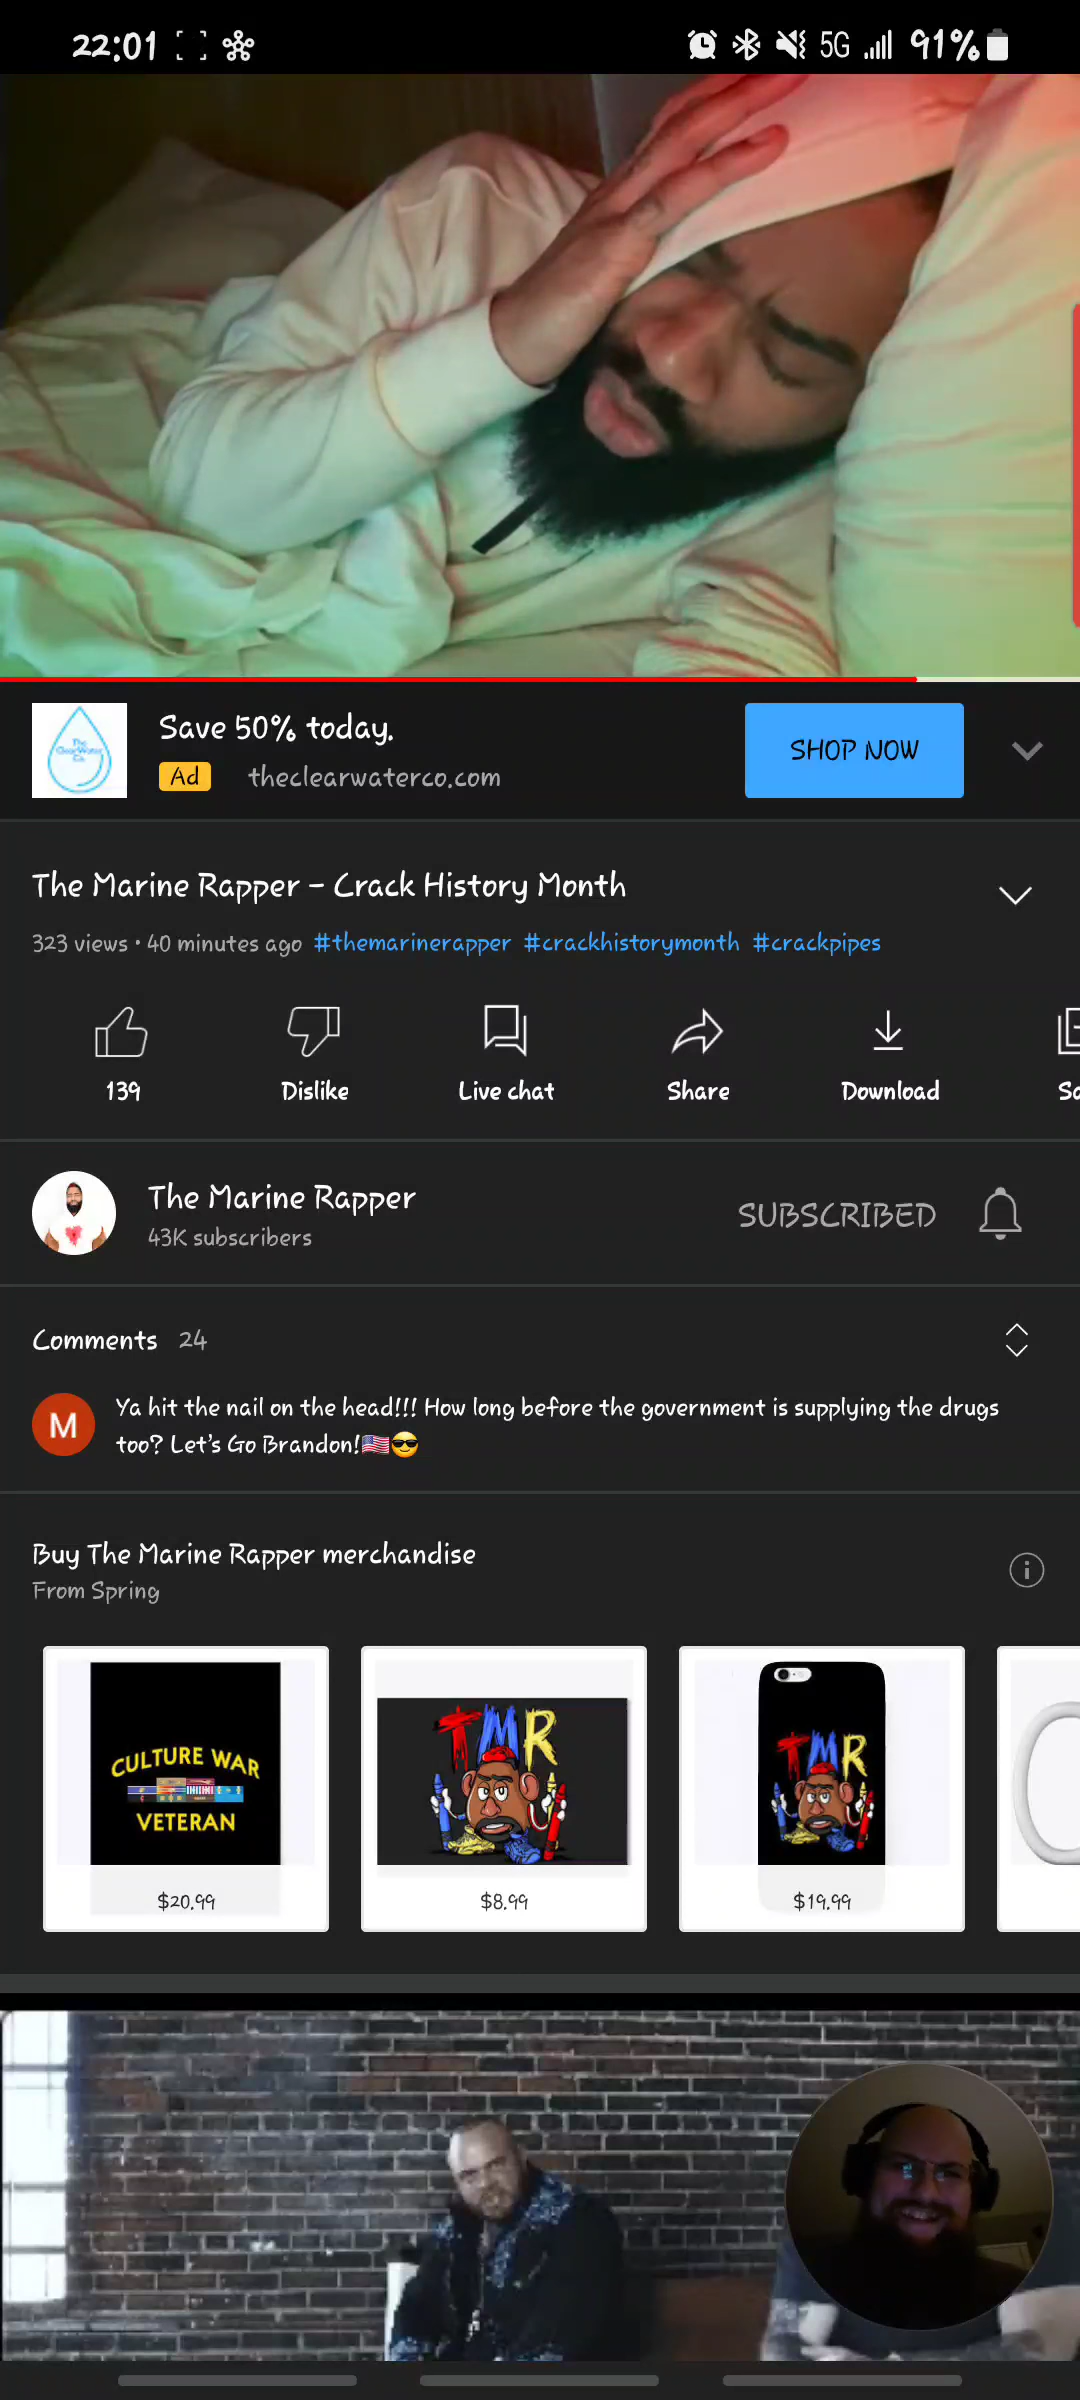 22:01
5G
91%
The
ClearWater
Co.
Save 50% today.
Ad theclearwaterco.com
SHOP NOW
The Marine Rapper - Crack History Month
323 views • 40 minutes ago #themarinerapper #crackhistorymonth #crackpipes
139
Dislike
Live chat
Share
Download
Sa
The Marine Rapper
43K subscribers
SUBSCRIBED
Comments 24
M
Ya hit the nail on the head!!! How long before the government is supplying the drugs
too? Let's Go Brandon!🇺🇸😎
Buy The Marine Rapper merchandise
From Spring
CULTURE WAR
VETERAN
$20.99
TMR
$8.99
TMR
$19.99